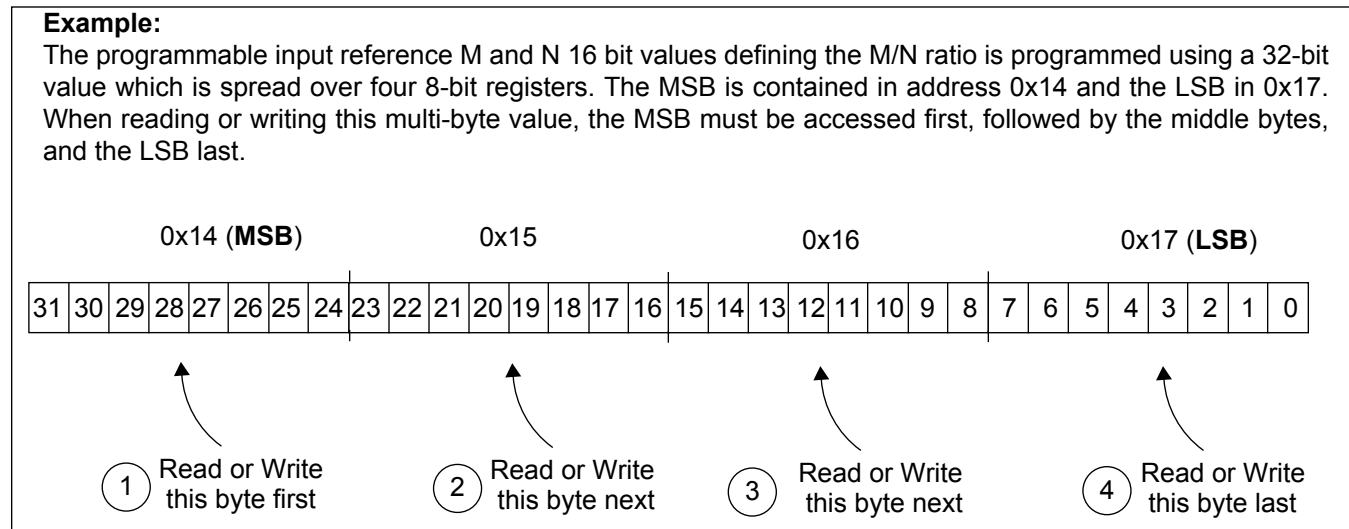 Example:
The programmable input reference M and N 16 bit values defining the M/N ratio is programmed using a 32-bit
value which is spread over four 8-bit registers. The MSB is contained in address 0x14 and the LSB in 0x17.
When reading or writing this multi-byte value, the MSB must be accessed first, followed by the middle bytes,
and the LSB last.
0x14 (MSB) 0x15 0x16 0x17 (LSB)
31 30 29 28 27 26 25 24 23 22 21 20 19 18 17 16 15 14 13 12 11 10 9 8 7 6 5 4 3 2 1 0
1 Read or Write
this byte first
2 Read or Write
this byte next
3 Read or Write
this byte next
4 Read or Write
this byte last